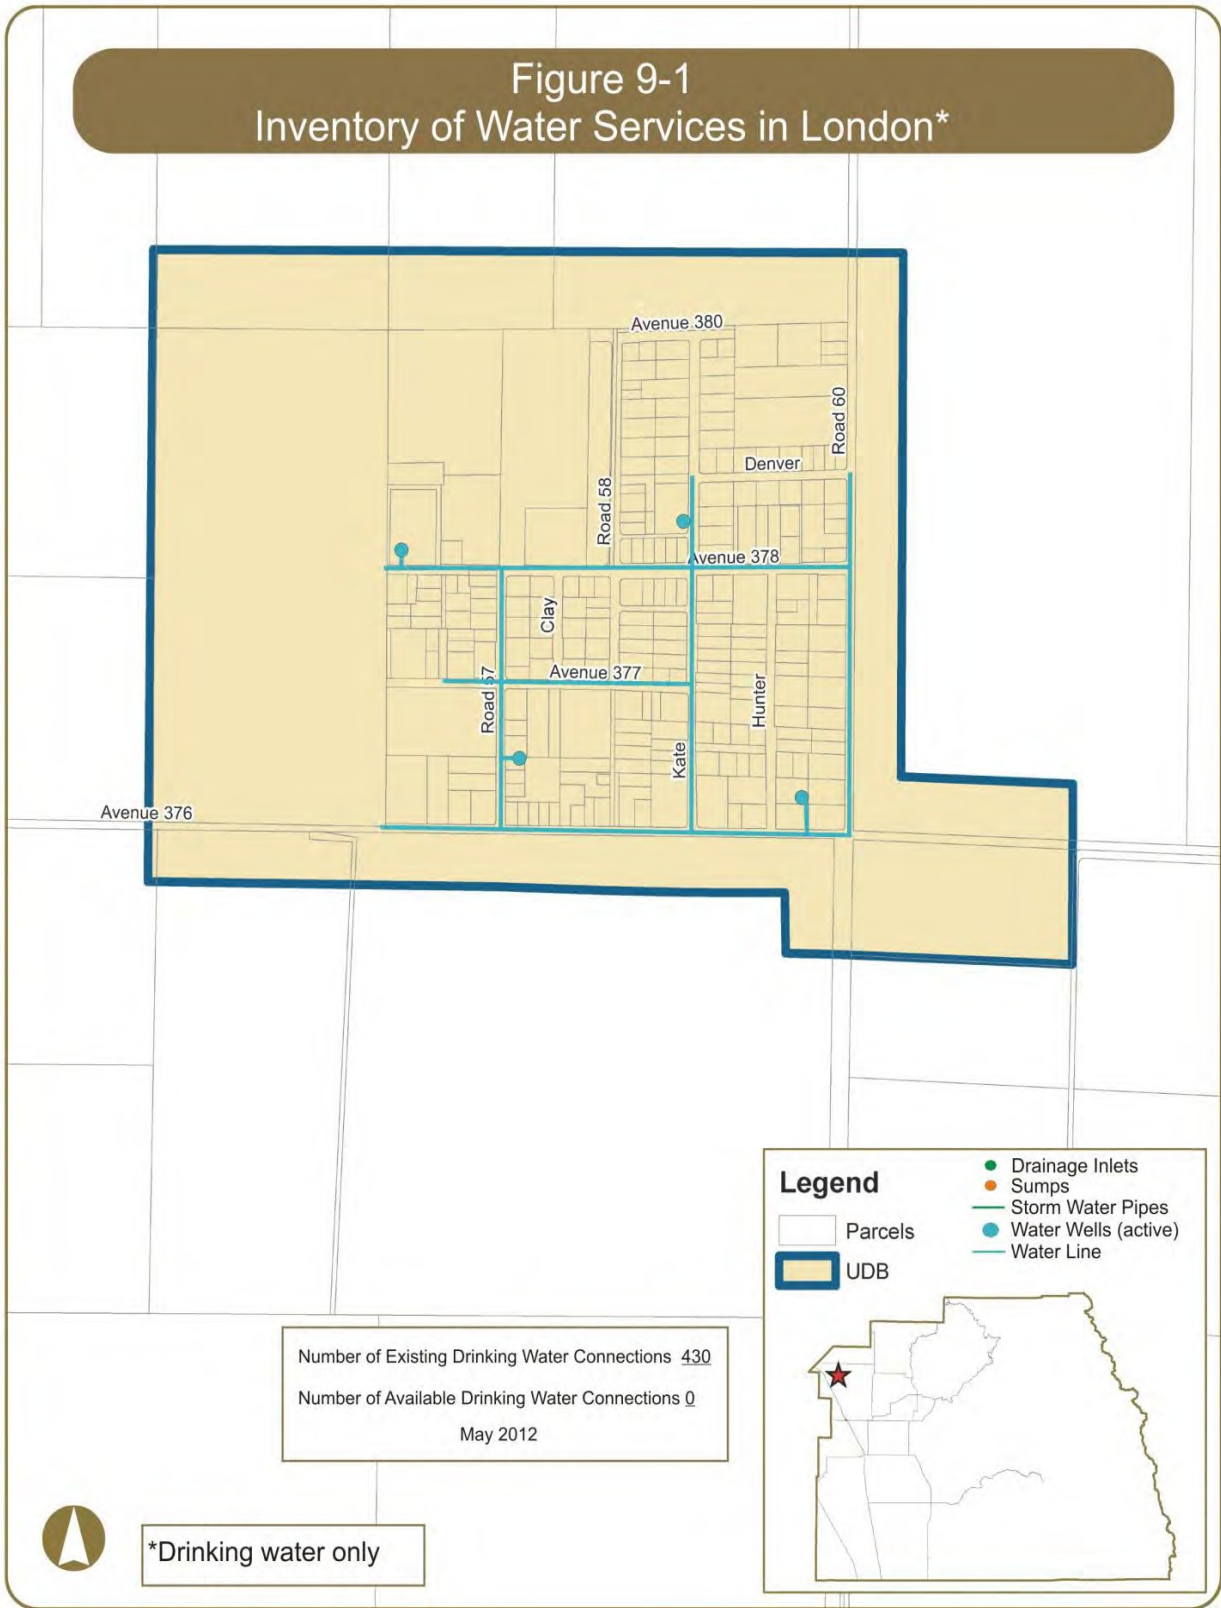 Figure 9-1
Inventory of Water Services in London*
Avenue 380
Road 60
Denver
Road 58
Avenue 378
Clay
Avenue 377
Road 57
Hunter
Kate
Avenue 376
Legend
Parcels
UDB
Drainage Inlets
Sumps
Storm Water Pipes
Water Wells (active)
Water Line
Number of Existing Drinking Water Connections 430
Number of Available Drinking Water Connections 0
May 2012
*Drinking water only